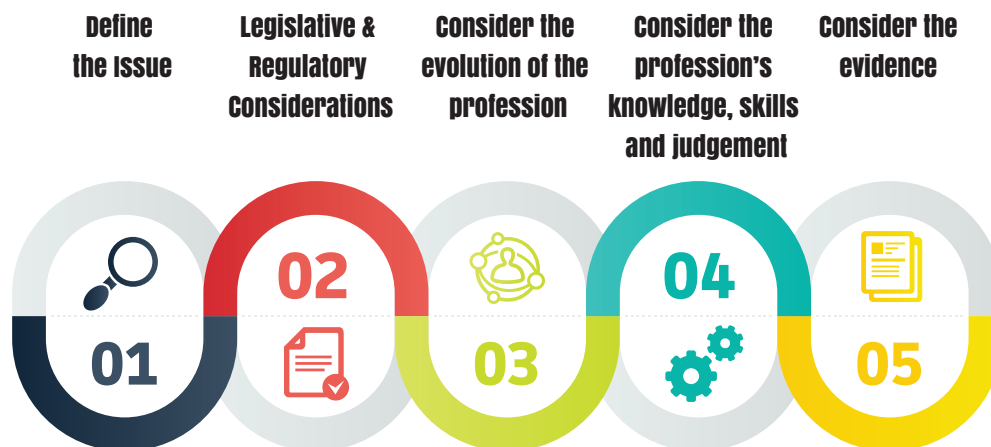 Define
the Issue
Legislative &
Regulatory
Considerations
Consider the
evolution of the
profession
Consider the
profession's
knowledge, skills
and judgement
Consider the
evidence
01
02
03
04
05